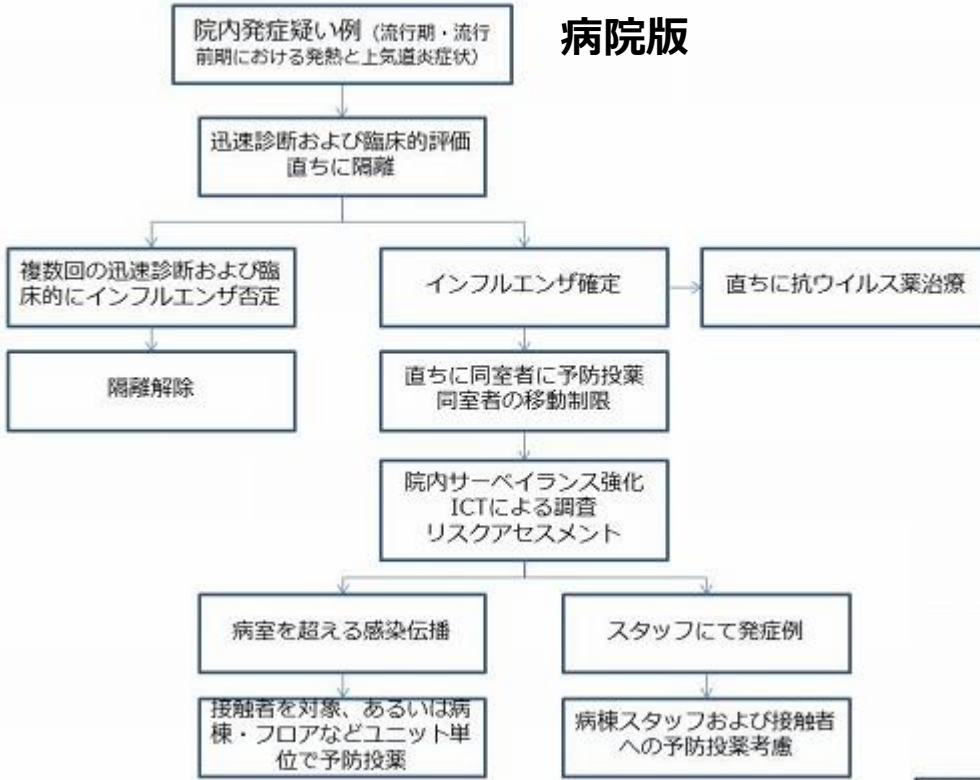 病院版
院内発症疑い例（流行期・流行
前期における発熱と上気道炎症状）
迅速診断および臨床的評価
直ちに隔離
複数回の迅速診断および臨
床的にインフルエンザ否定
インフルエンザ確定
直ちに抗ウイルス薬治療
隔離解除
直ちに同室者に予防投薬
同室者の移動制限
院内サーベイランス強化
ICTによる調査
リスクアセスメント
病室を超える感染伝播
スタッフにて発症例
接触者を対象、あるいは病
棟・フロアなどユニット単
位で予防投薬
病棟スタッフおよび接触者
への予防投薬考慮